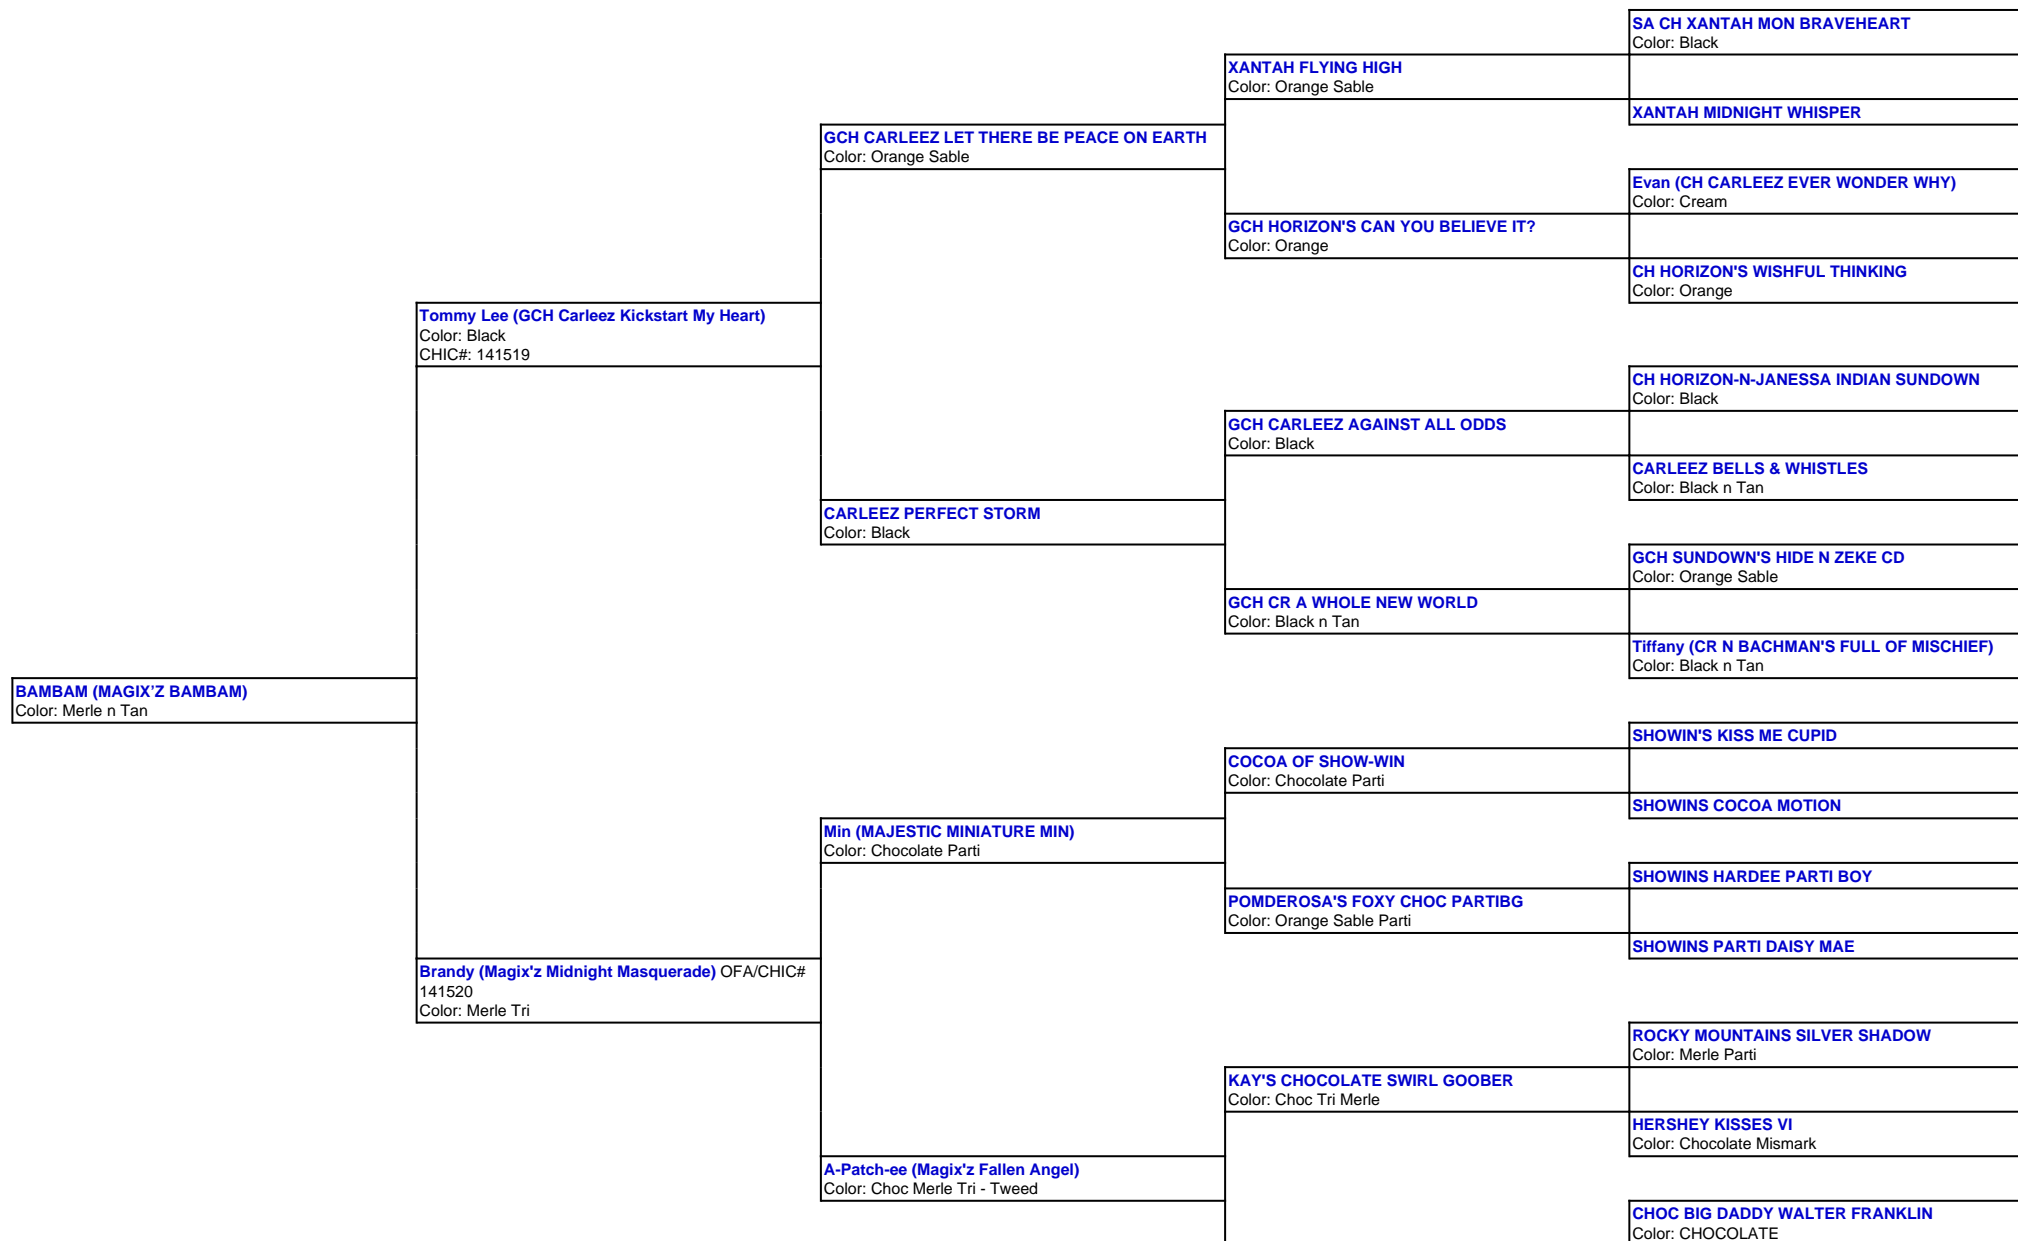 SA CH XANTAH MON BRAVEHEART
Color: Black
XANTAH FLYING HIGH
Color: Orange Sable
XANTAH MIDNIGHT WHISPER
GCH CARLEEZ LET THERE BE PEACE ON EARTH
Color: Orange Sable
Evan (CH CARLEEZ EVER WONDER WHY)
Color: Cream
GCH HORIZON'S CAN YOU BELIEVE IT?
Color: Orange
CH HORIZON'S WISHFUL THINKING
Color: Orange
Tommy Lee (GCH Carleez Kickstart My Heart)
Color: Black
CHIC#: 141519
CH HORIZON-N-JANESSA INDIAN SUNDOWN
Color: Black
GCH CARLEEZ AGAINST ALL ODDS
Color: Black
CARLEEZ BELLS & WHISTLES
Color: Black n Tan
CARLEEZ PERFECT STORM
Color: Black
GCH SUNDOWN'S HIDE N ZEKE CD
Color: Orange Sable
GCH CR A WHOLE NEW WORLD
Color: Black n Tan
Tiffany (CR N BACHMAN'S FULL OF MISCHIEF)
Color: Black n Tan
BAMBAM (MAGIX’Z BAMBAM)
Color: Merle n Tan
SHOWIN'S KISS ME CUPID
COCOA OF SHOW-WIN
Color: Chocolate Parti
SHOWINS COCOA MOTION
Min (MAJESTIC MINIATURE MIN)
Color: Chocolate Parti
SHOWINS HARDEE PARTI BOY
POMDEROSA'S FOXY CHOC PARTIBG
Color: Orange Sable Parti
SHOWINS PARTI DAISY MAE
Brandy (Magix'z Midnight Masquerade) OFA/CHIC#
141520
Color: Merle Tri
ROCKY MOUNTAINS SILVER SHADOW
Color: Merle Parti
KAY'S CHOCOLATE SWIRL GOOBER
Color: Choc Tri Merle
HERSHEY KISSES VI
Color: Chocolate Mismark
A-Patch-ee (Magix'z Fallen Angel)
Color: Choc Merle Tri - Tweed
CHOC BIG DADDY WALTER FRANKLIN
Color: CHOCOLATE